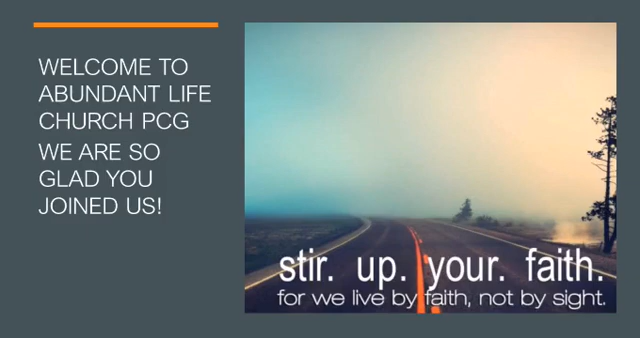 WELCOME TO
ABUNDANT LIFE
CHURCH PCG
WE ARE SO
GLAD YOU
JOINED US!
stir. up. your. faith.
for we live by faith, not by sight.